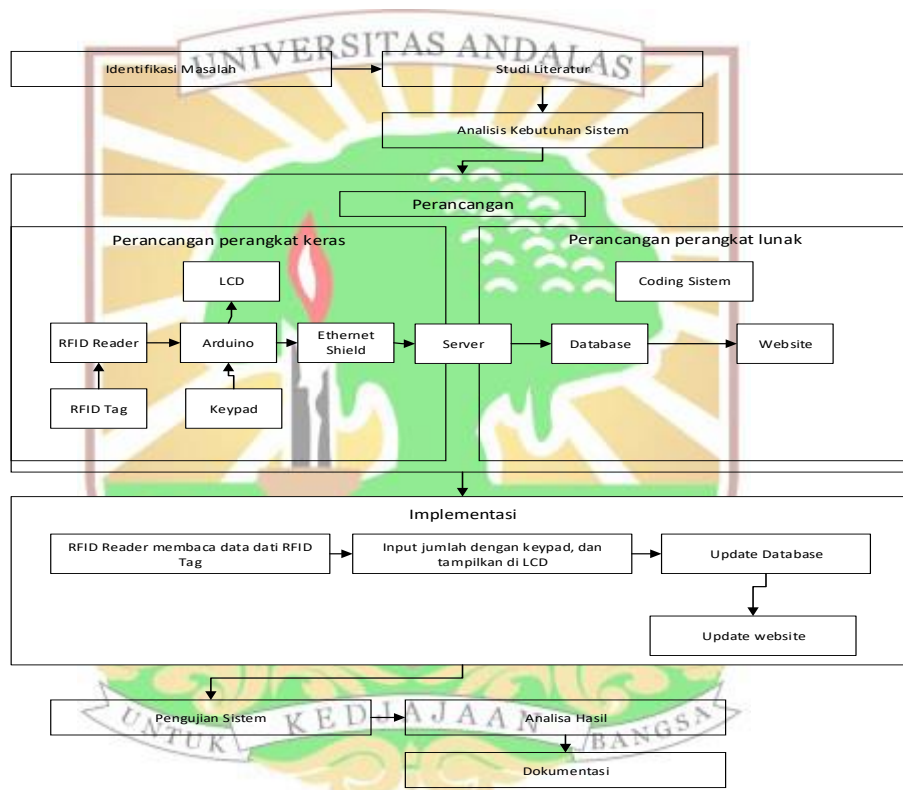 UNIVERSITAS ANDALAS
Identifikasi Masalah
Studi Literatur
Analisis Kebutuhan Sistem
Perancangan
Perancangan perangkat keras
Perancangan perangkat lunak
LCD
Coding Sistem
RFID Reader
Arduino
Ethernet
Shield
Server
Database
Website
RFID Tag
Keypad
Implementasi
RFID Reader membaca data dati RFID
Tag
Input jumlah dengan keypad, dan
tampilkan di LCD
Update Database
Update website
Pengujian Sistem
Analisa Hasil
UNTUK KEDJAJAAN BANGSA
Dokumentasi